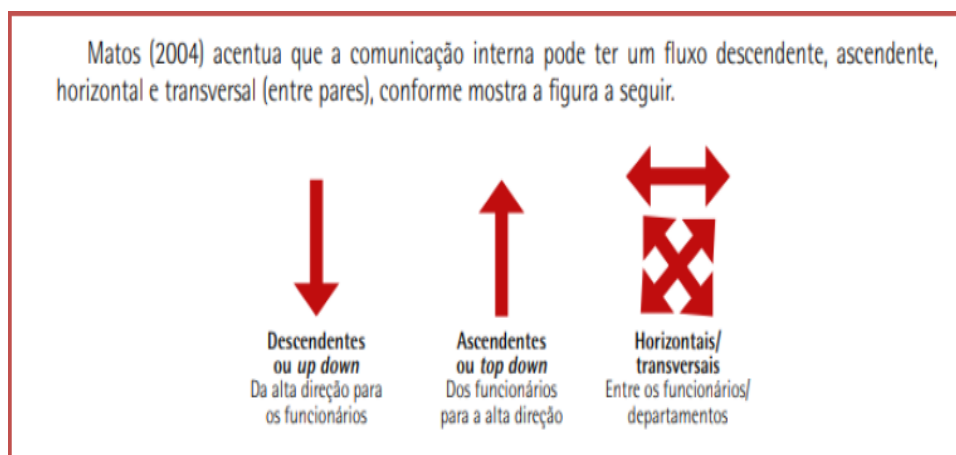 Matos (2004) acentua que a comunicação interna pode ter um fluxo descendente, ascendente,
horizontal e transversal (entre pares), conforme mostra a figura a seguir.
Descendentes
ou up down
Da alta direção para
os funcionários
Ascendentes
ou top down
Dos funcionários
para a alta direção
Horizontais/
transversais
Entre os funcionários/
departamentos